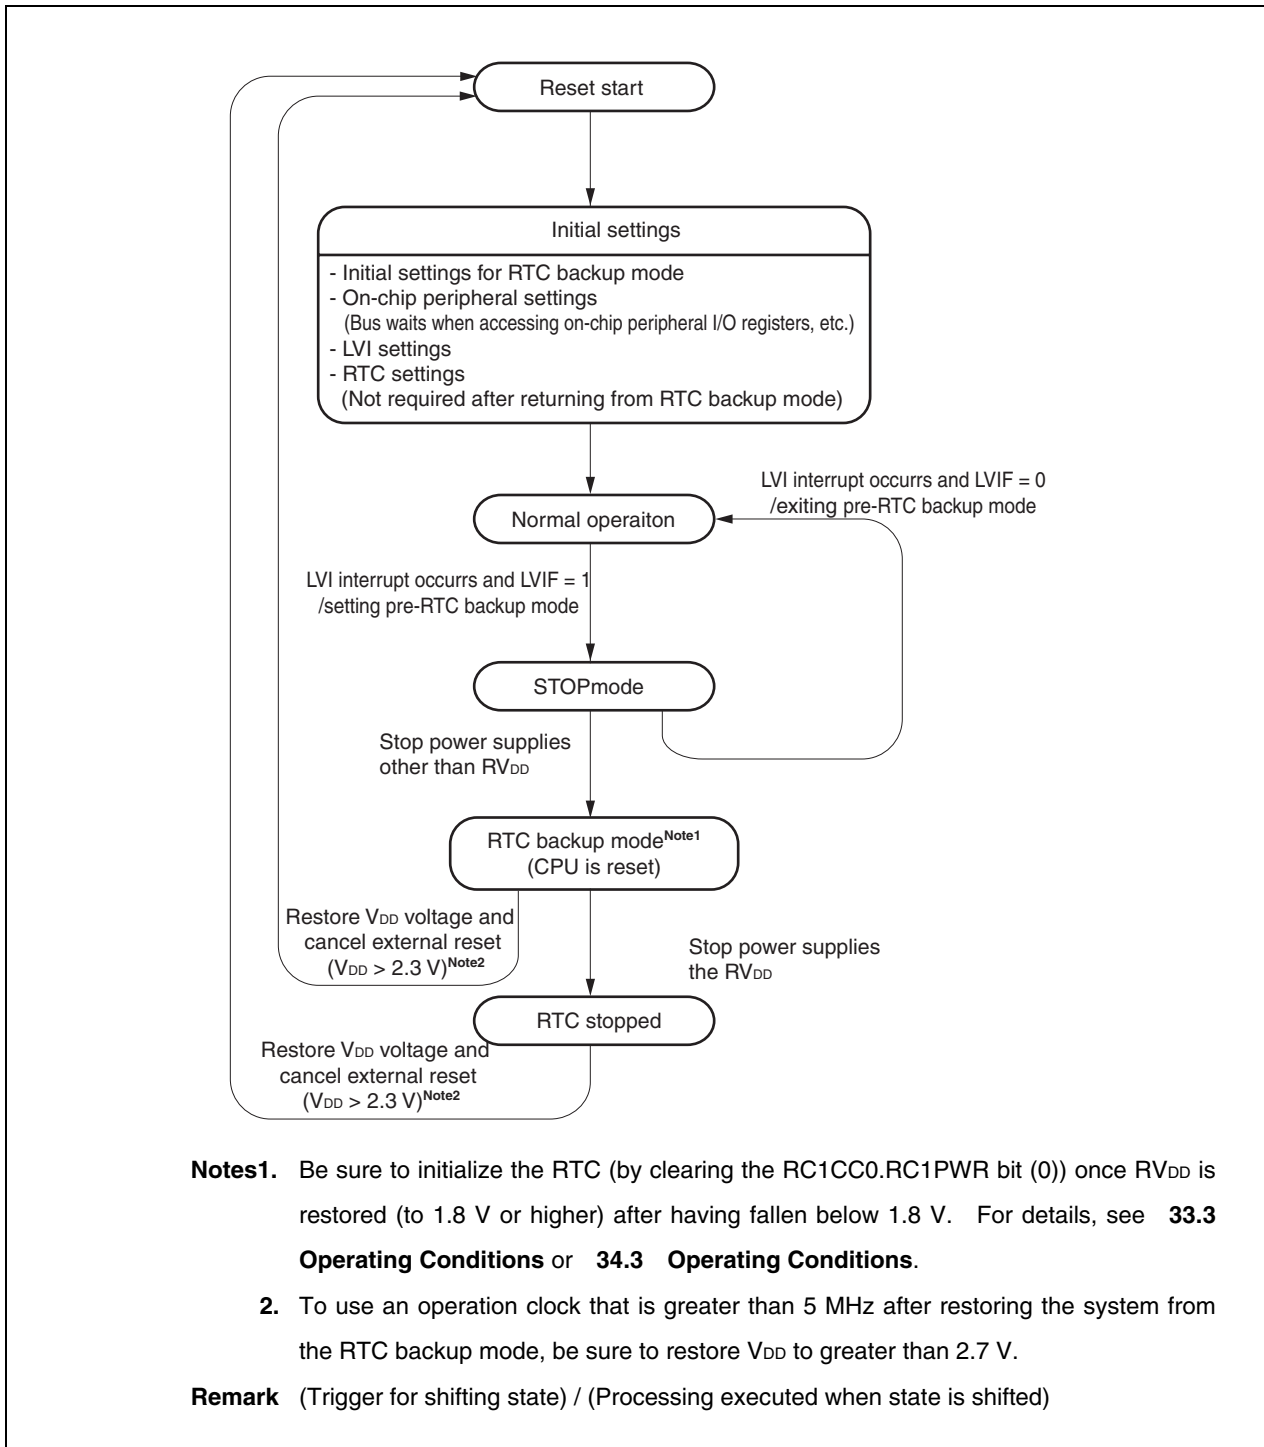 Reset start
Initial settings
- Initial settings for RTC backup mode
- On-chip peripheral settings
(Bus waits when accessing on-chip peripheral I/O registers, etc.)
- LVI settings
- RTC settings
(Not required after returning from RTC backup mode)
LVI interrupt occurrs and LVIF = 0
/exiting pre-RTC backup mode
Normal operaiton
LVI interrupt occurrs and LVIF = 1
/setting pre-RTC backup mode
STOPmode
Stop power supplies
other than RVDD
RTC backup modeNote1
(CPU is reset)
Restore VDD voltage and
cancel external reset
(VDD > 2.3 V)Note2
Stop power supplies
the RVDD
RTC stopped
Restore VDD voltage and
cancel external reset
(VDD > 2.3 V)Note2
Notes1. Be sure to initialize the RTC (by clearing the RC1CC0.RC1PWR bit (0)) once RVDD is
restored (to 1.8 V or higher) after having fallen below 1.8 V. For details, see 33.3
Operating Conditions or 34.3 Operating Conditions.
2. To use an operation clock that is greater than 5 MHz after restoring the system from
the RTC backup mode, be sure to restore VDD to greater than 2.7 V.
Remark (Trigger for shifting state) / (Processing executed when state is shifted)